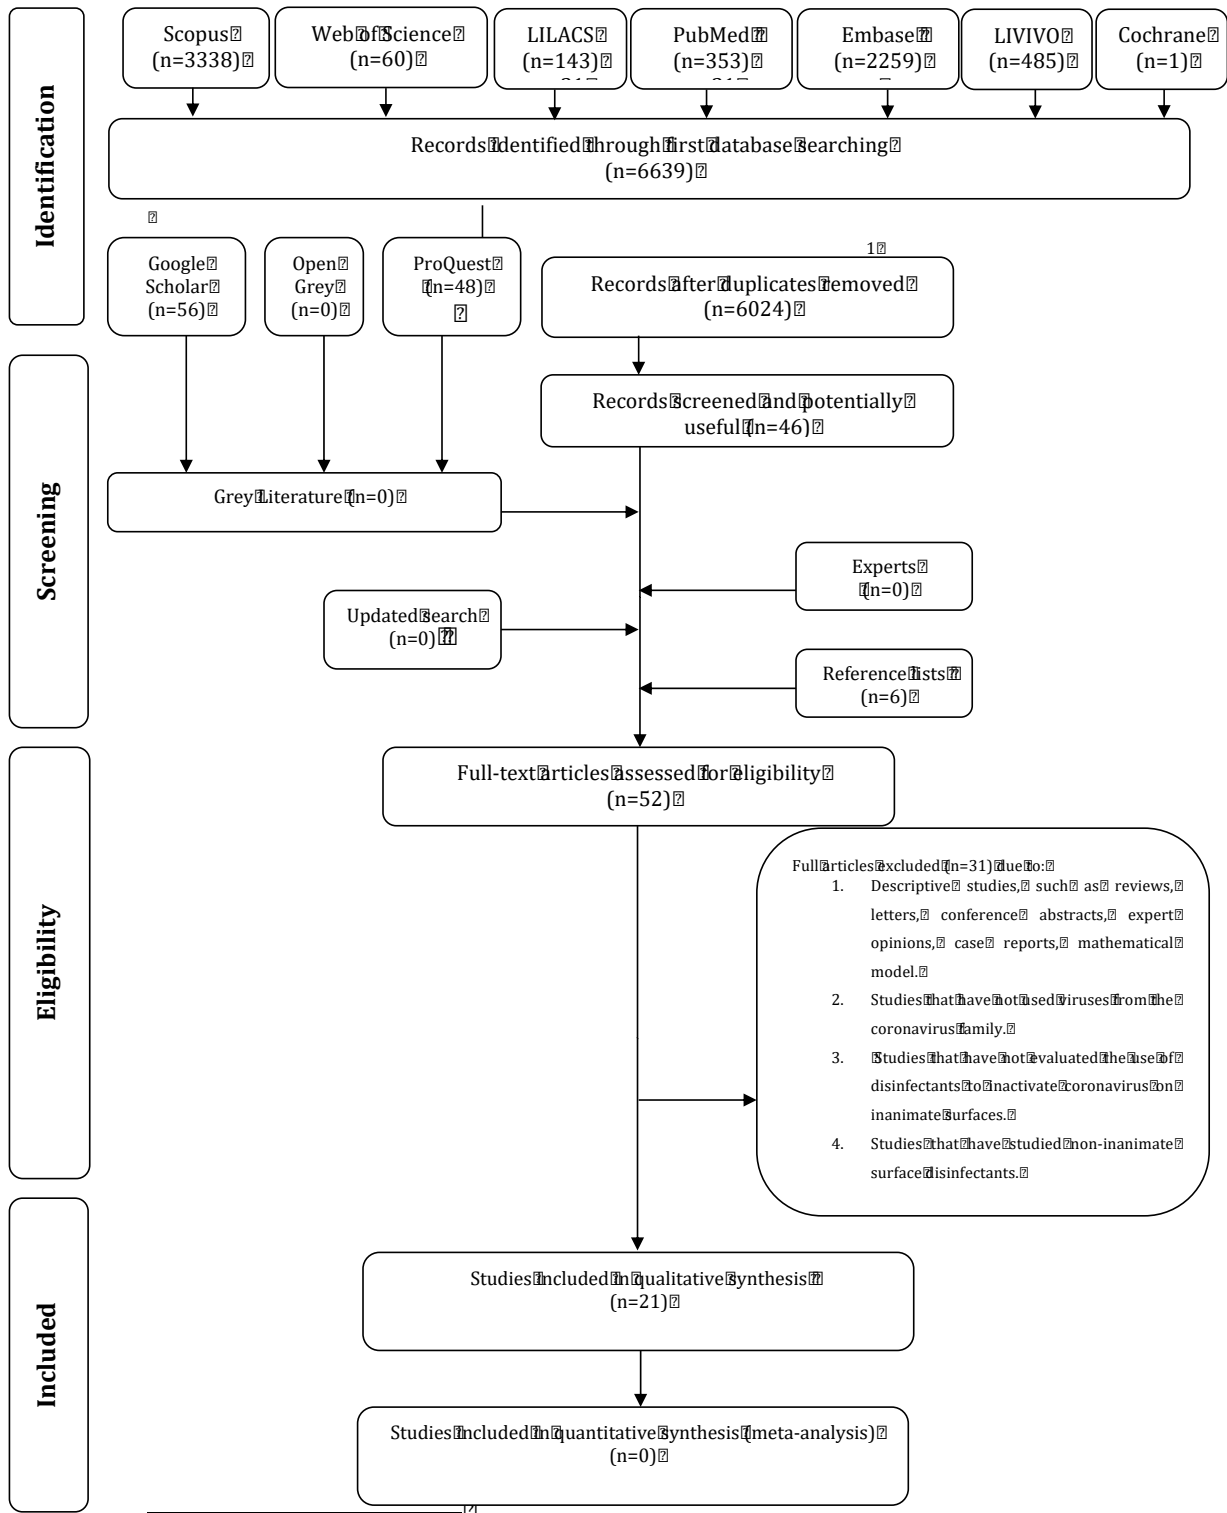 Scopus
(n=3338)
Web of Science
(n=60)
LILACS
(n=143)
PubMed
(n=353)
Embase
(n=2259)
LIVIVO
(n=485)
Cochrane
(n=1)
Identification
Records identified through first database searching
(n=6639)
Google
Scholar
(n=56)
Open
Grey
(n=0)
ProQuest
(n=48)
1
Records after duplicates removed
(n=6024)
Screening
Records screened and potentially
useful (n=46)
Grey Literature (n=0)
Experts
(n=0)
Updated search
(n=0)
Reference lists
(n=6)
Eligibility
Full-text articles assessed for eligibility
(n=52)
Full articles excluded (n=31) due to:
1. Descriptive studies, such as reviews,
letters, conference abstracts, expert
opinions, case reports, mathematical
model.
2. Studies that have not used viruses from the
coronavirus family.
3. Studies that have not evaluated the use of
disinfectants to inactivate coronavirus on
inanimate surfaces.
4. Studies that have studied non-inanimate
surface disinfectants.
Included
Studies included in qualitative synthesis
(n=21)
Studies included in quantitative synthesis (meta-analysis)
(n=0)